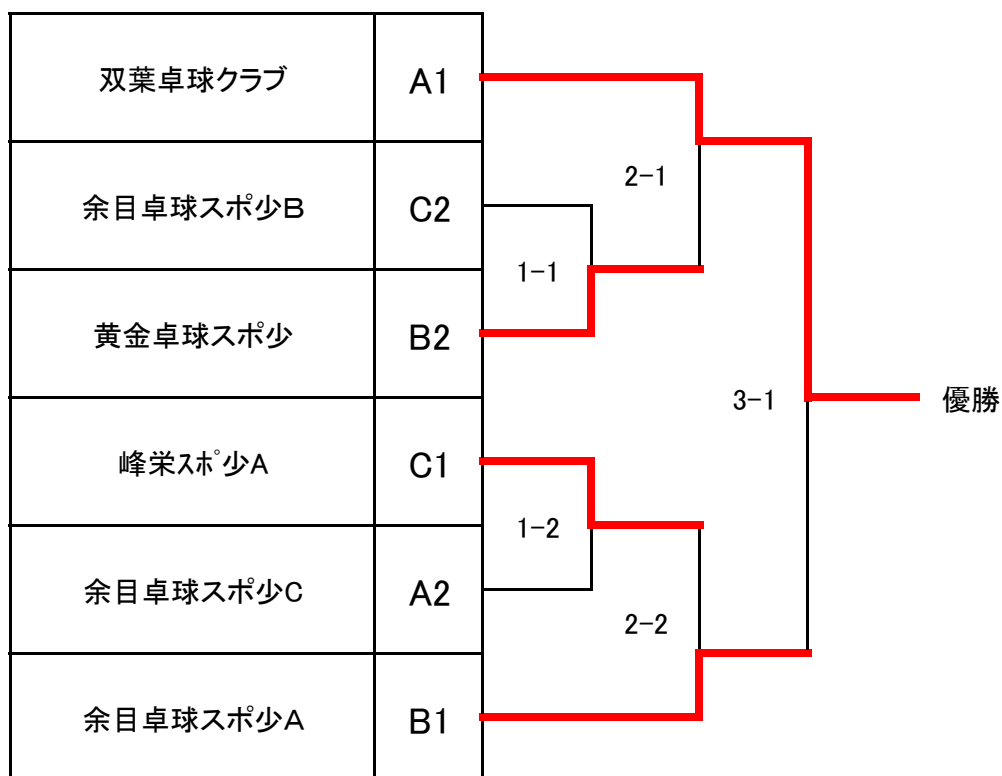 双葉卓球クラブ A1
余目卓球スポ少B C2
黄金卓球スポ少 B2
峰栄ｽﾎﾟ少A C1
余目卓球スポ少C A2
余目卓球スポ少A B1
2-1
1-1
3-1
優勝
1-2
2-2